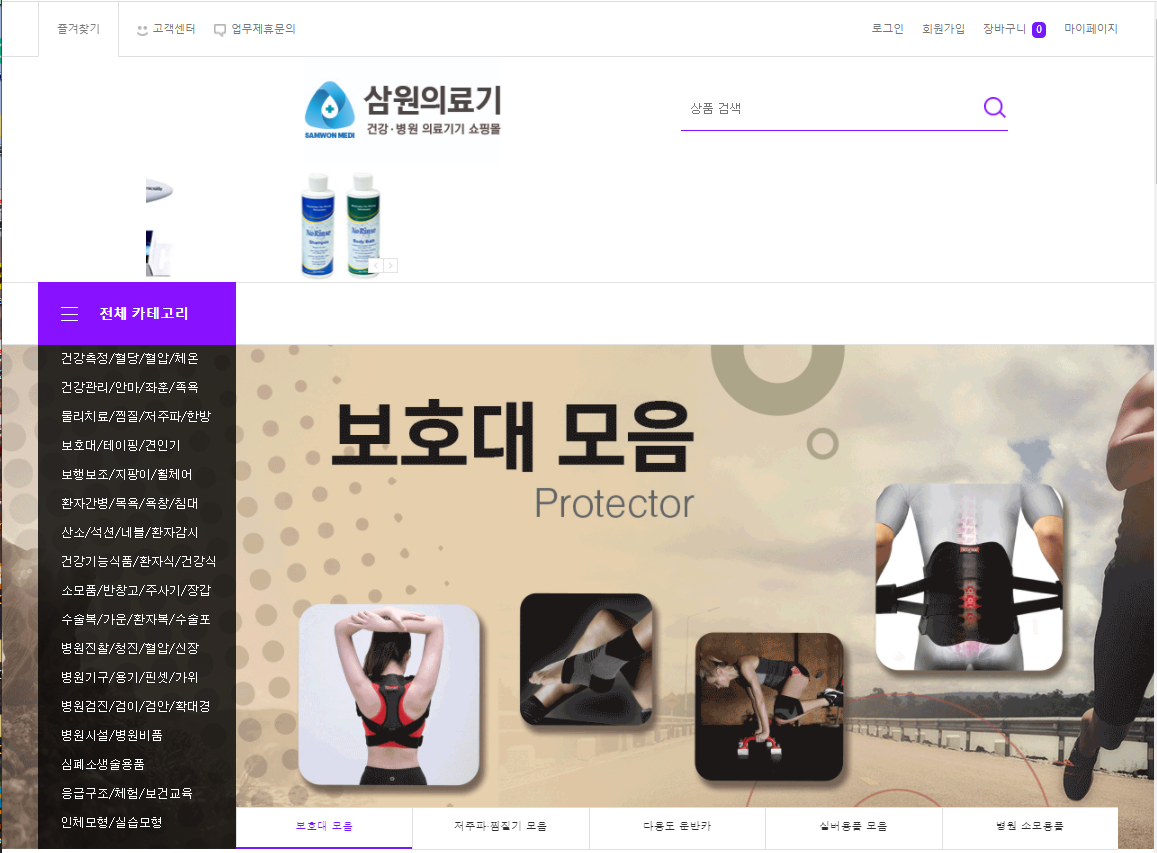 즐겨찾기 고객센터 업무제휴문의 로그인 회원가입 장바구니 0 마이페이지
삼원의료기
SAMWON MEDI 건강·병원 의료기기 쇼핑몰
상품 검색
전체 카테고리
건강측정/혈당/혈압/체온
건강관리/안마/좌훈/족욕
물리치료/찜질/저주파/한방
보호대/테이핑/견인기
보행보조/지팡이/휠체어
환자간병/목욕/욕창/침대
산소/석션/네블/환자감시
건강기능식품/환자식/건강식
소모품/반창고/주사기/장갑
수술복/가운/환자복/수술포
병원진찰/청진/혈압/신장
병원기구/용기/핀셋/가위
병원검진/검이/검안/확대경
병원시설/병원비품
심폐소생술용품
응급구조/체험/보건교육
인체모형/실습모형
보호대 모음
Protector
보호대 모음 저주파·찜질기 모음 다용도 운반카 실버용품 모음 병원 소모용품